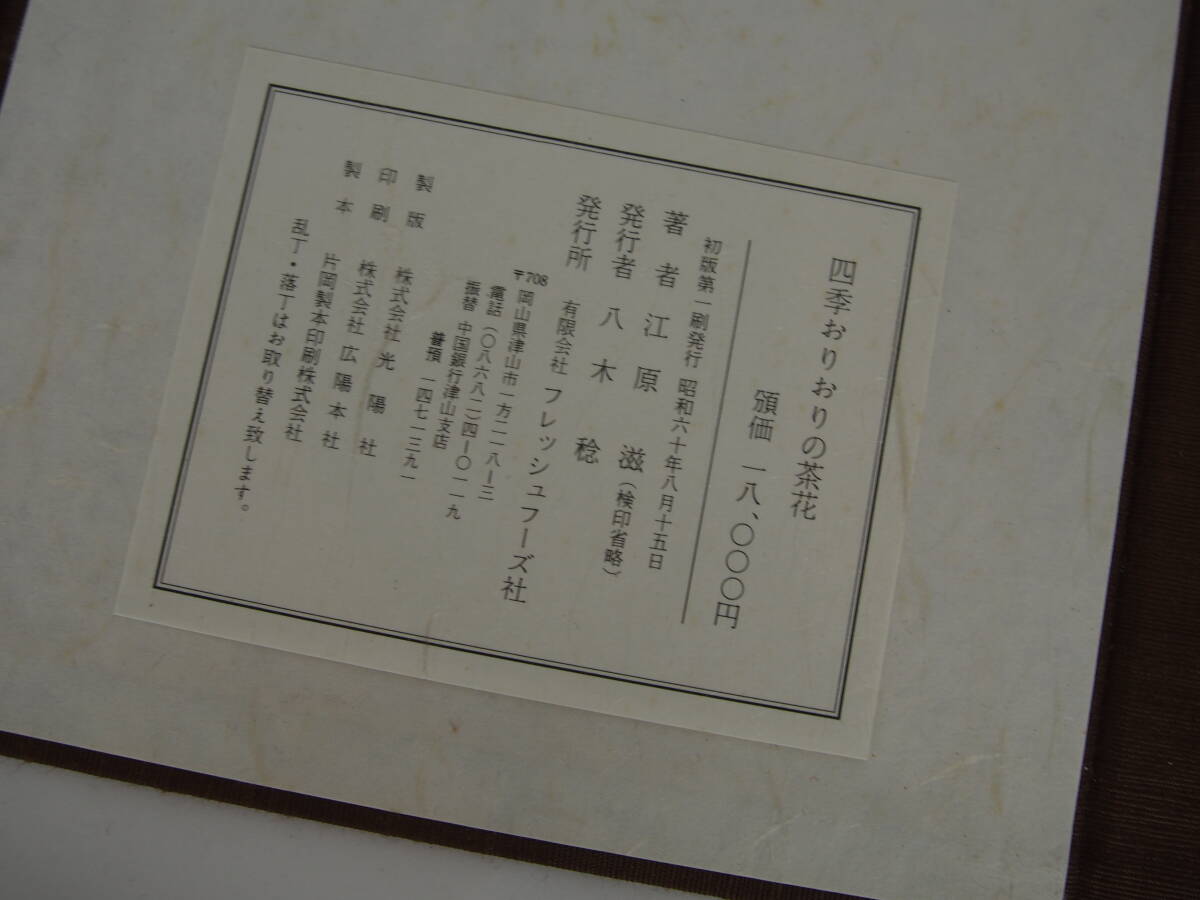 四季おりおりの茶花
頒価 一八、〇〇〇円
初版第一刷発行 昭和六十年八月十五日
著者 江原 滋(検印省略)
発行者 八木 稔
発行所 有限会社 フレッシュフーズ社
〒708 岡山県津山市一方二一八ー三
電話(〇八六八二)四ー〇一一九
振替 中国銀行津山支店
普預 一四七一三九一
製版 株式会社 光陽社
印刷 株式会社 広陽本社
製本 片岡製本印刷株式会社
乱丁・落丁はお取り替え致します。